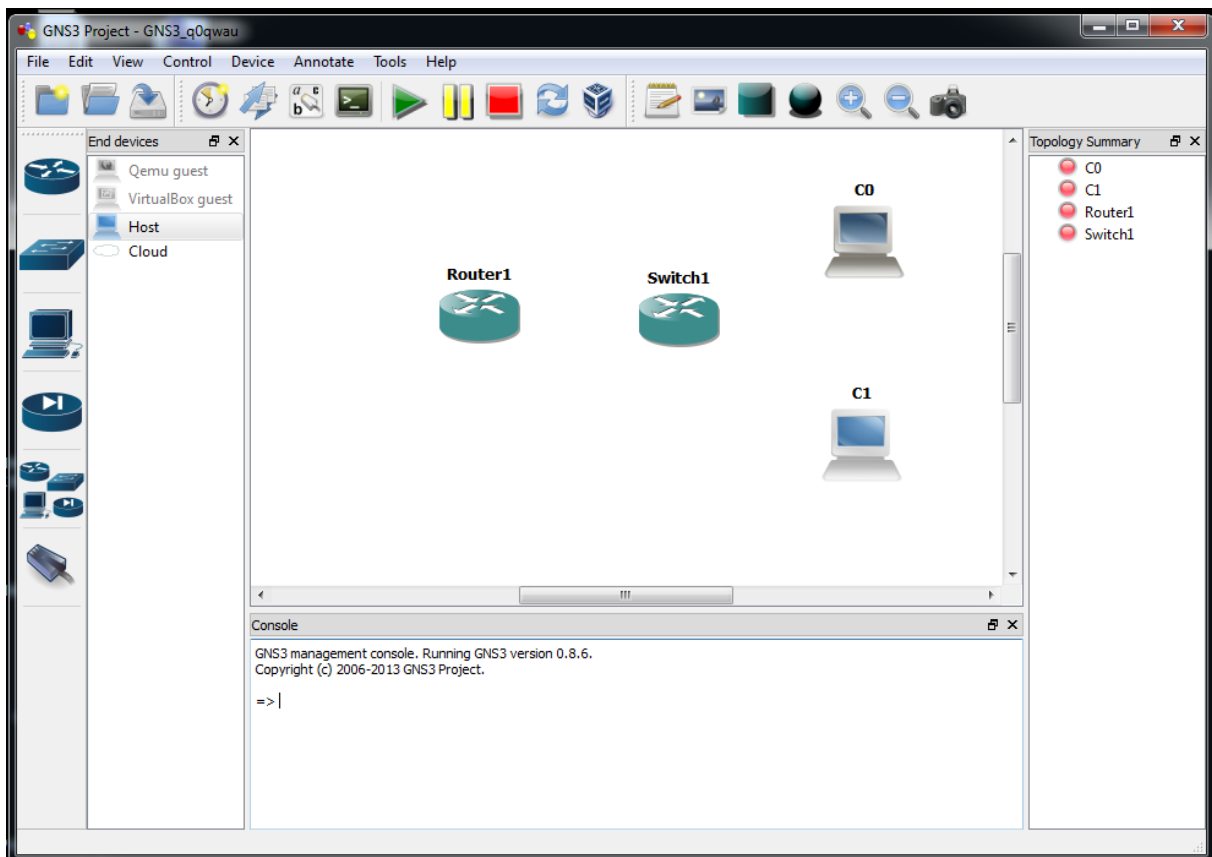 GNS3 Project - GNS3_q0qwau
File Edit View Control Device Annotate Tools Help
End devices
Qemu guest
VirtualBox guest
Host
Cloud
Router1
Switch1
C0
C1
Topology Summary
C0
C1
Router1
Switch1
Console
GNS3 management console. Running GNS3 version 0.8.6.
Copyright (c) 2006-2013 GNS3 Project.
=>